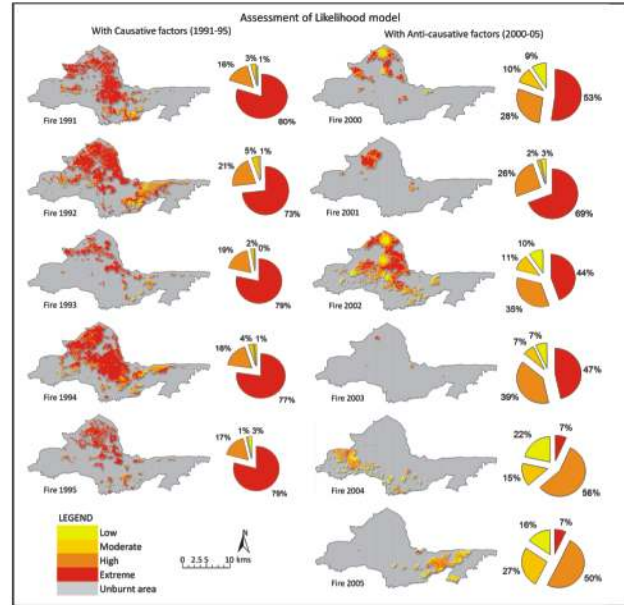 Assessment of Likelihood model
With Causative factors (1991-95)
With Anti-causative factors (2000-05)
16%
3%
1%
80%
Fire 1991
21%
5%
1%
73%
Fire 1992
19%
2%
0%
79%
Fire 1993
18%
4%
1%
77%
Fire 1994
17%
1%
3%
79%
Fire 1995
9%
10%
28%
53%
Fire 2000
2%
3%
26%
69%
Fire 2001
10%
11%
35%
44%
Fire 2002
7%
7%
39%
47%
Fire 2003
22%
7%
15%
56%
Fire 2004
16%
7%
27%
50%
Fire 2005
LEGEND
Low
Moderate
High
Extreme
Unburnt area
N
0 2.5 5 10 kms